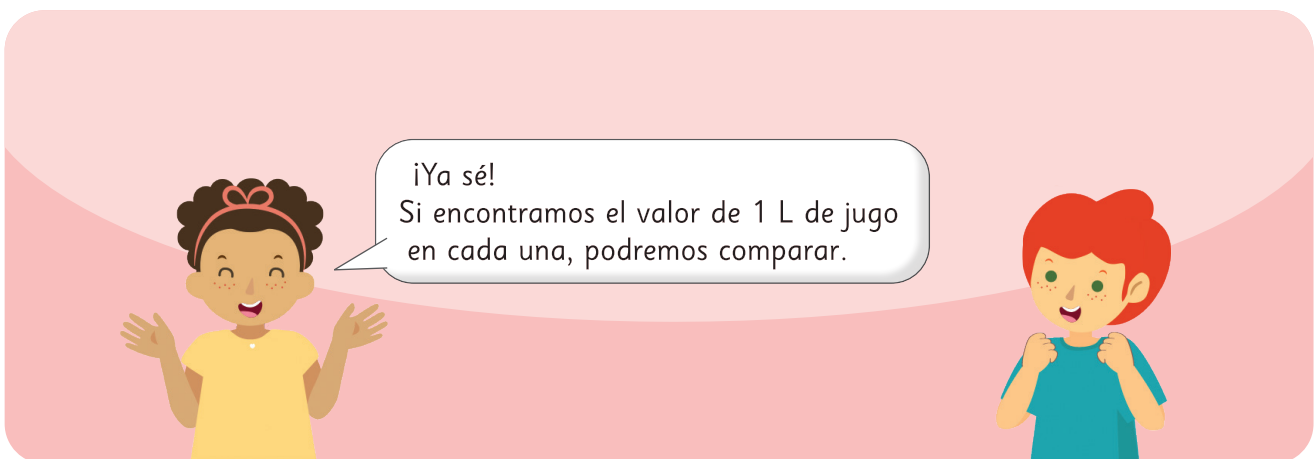 ¡Ya sé!
Si encontramos el valor de 1 L de jugo
en cada una, podremos comparar.